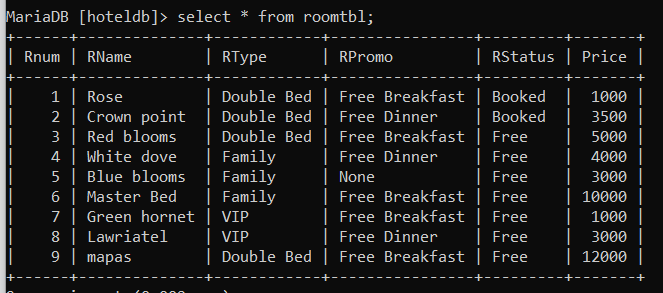 MariaDB [hoteldb]> select * from roomtbl;
+------+--------------+------------+----------------+---------+-------+
| Rnum | RName        | RType      | RPromo         | RStatus | Price |
+------+--------------+------------+----------------+---------+-------+
|    1 | Rose         | Double Bed | Free Breakfast | Booked  |  1000 |
|    2 | Crown point  | Double Bed | Free Dinner    | Booked  |  3500 |
|    3 | Red blooms   | Double Bed | Free Breakfast | Free    |  5000 |
|    4 | White dove   | Family     | Free Dinner    | Free    |  4000 |
|    5 | Blue blooms  | Family     | None           | Free    |  3000 |
|    6 | Master Bed   | Family     | Free Breakfast | Free    | 10000 |
|    7 | Green hornet | VIP        | Free Breakfast | Free    |  1000 |
|    8 | Lawriatel    | VIP        | Free Dinner    | Free    |  3000 |
|    9 | mapas        | Double Bed | Free Breakfast | Free    | 12000 |
+------+--------------+------------+----------------+---------+-------+